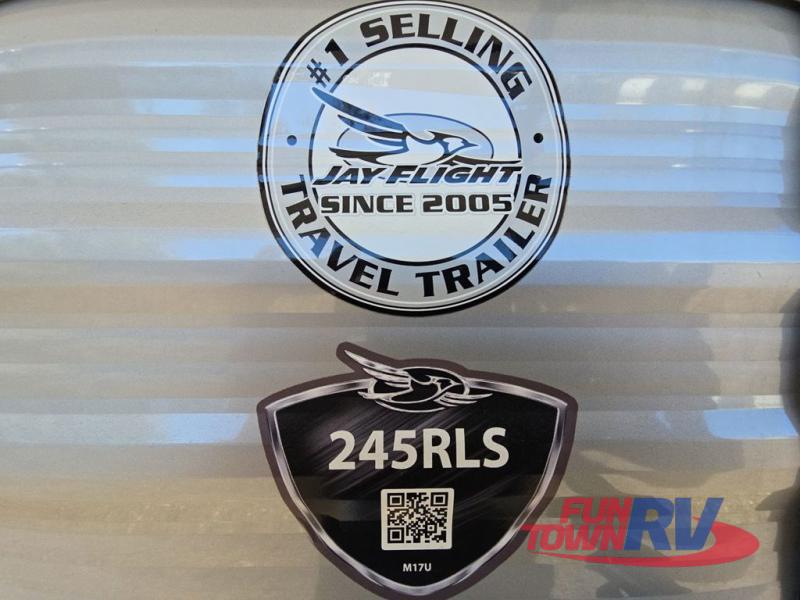 #1 SELLING
JAY FLIGHT
SINCE 2005
TRAVEL TRAILER
245RLS
M17U
FUN TOWN RV